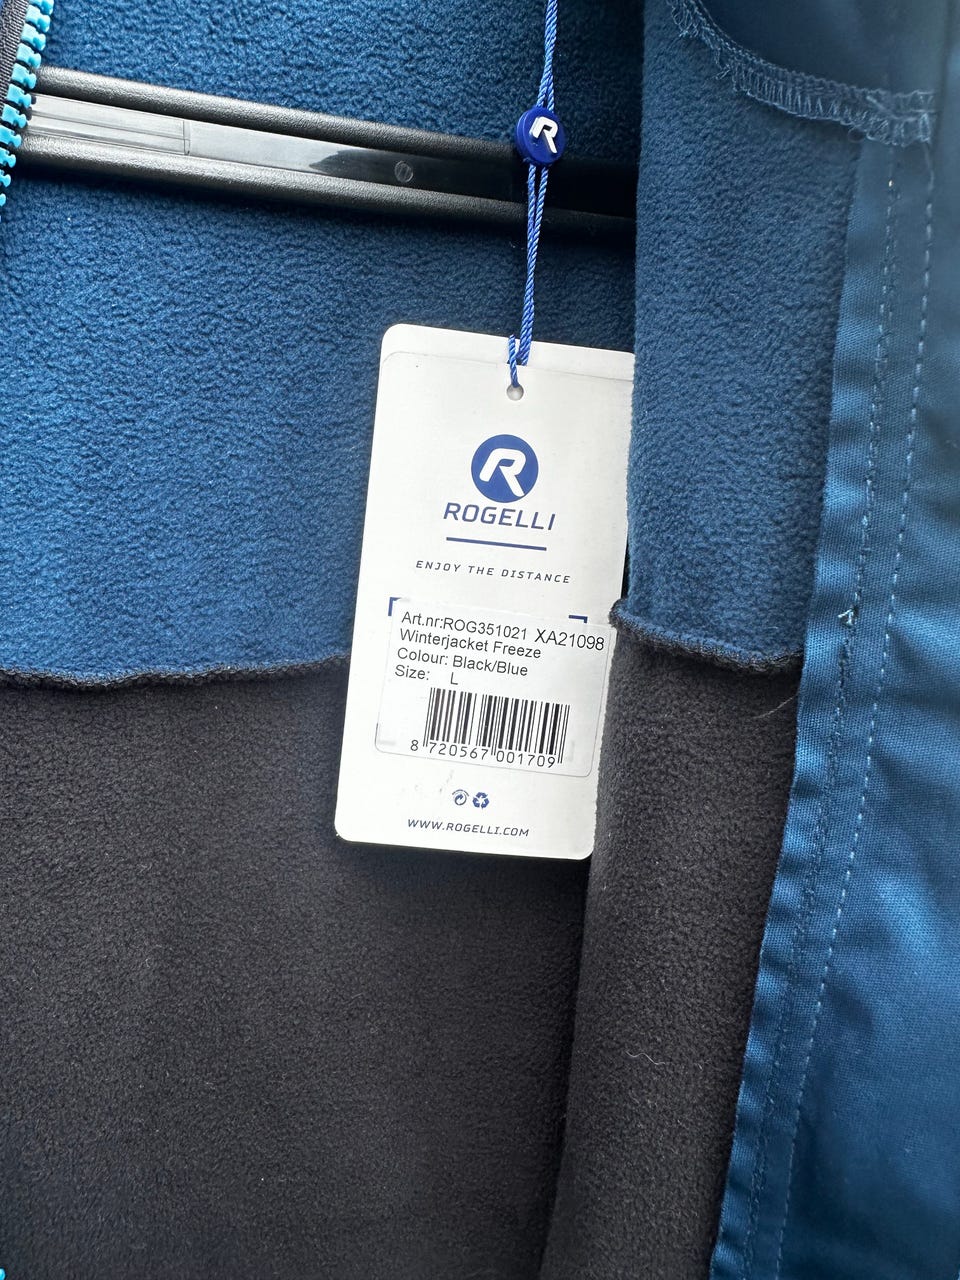 R
R
ROGELLI
ENJOY THE DISTANCE
Art.nr:ROG351021 XA21098
Winterjacket Freeze
Colour: Black/Blue
Size: L
8 720567 001709
WWW.ROGELLI.COM